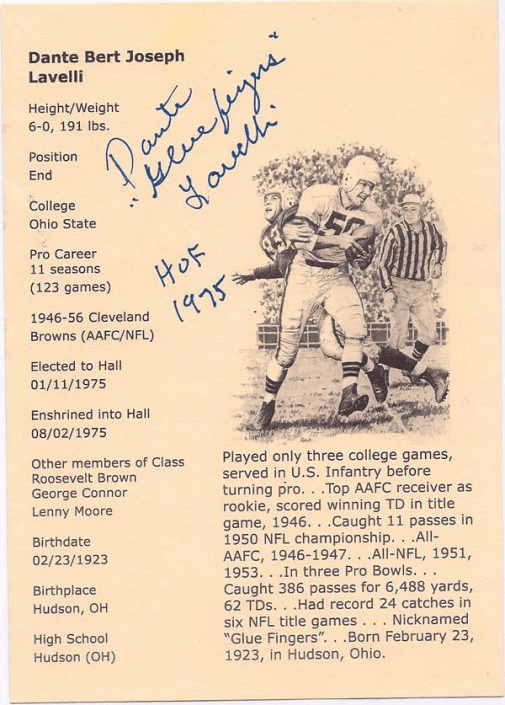 Dante Bert Joseph
Lavelli
Height/Weight
6-0, 191 lbs.
Position
End
College
Ohio State
Pro Career
11 seasons
(123 games)
1946-56 Cleveland
Browns (AAFC/NFL)
Elected to Hall
01/11/1975
Enshrined into Hall
08/02/1975
Other members of Class
Roosevelt Brown
George Connor
Lenny Moore
Birthdate
02/23/1923
Birthplace
Hudson, OH
High School
Hudson (OH)
Dante
"Glue fingers"
Lavelli
HOF
1975
50
Played only three college games,
served in U.S. Infantry before
turning pro. . .Top AAFC receiver as
rookie, scored winning TD in title
game, 1946. . .Caught 11 passes in
1950 NFL championship. . .All-
AAFC, 1946-1947. . .All-NFL, 1951,
1953. . .In three Pro Bowls. . .
Caught 386 passes for 6,488 yards,
62 TDs. . .Had record 24 catches in
six NFL title games . . . Nicknamed
“Glue Fingers”. . .Born February 23,
1923, in Hudson, Ohio.